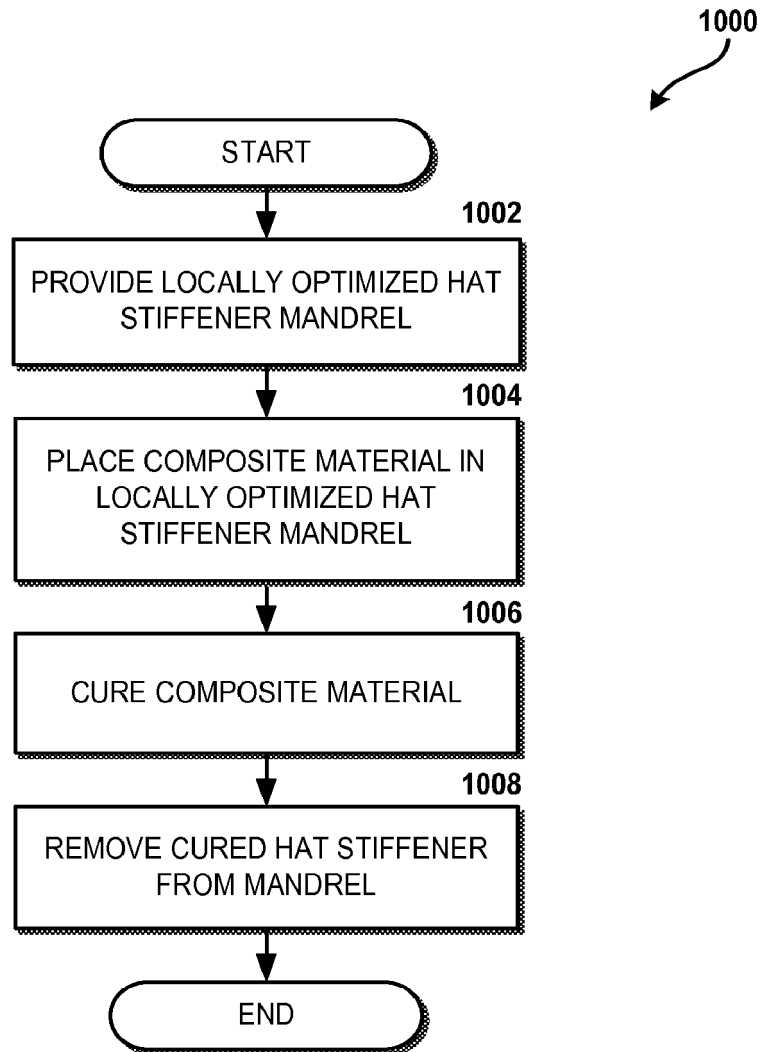 1000
START
1002
PROVIDE LOCALLY OPTIMIZED HAT
STIFFENER MANDREL
1004
PLACE COMPOSITE MATERIAL IN
LOCALLY OPTIMIZED HAT
STIFFENER MANDREL
1006
CURE COMPOSITE MATERIAL
1008
REMOVE CURED HAT STIFFENER
FROM MANDREL
END